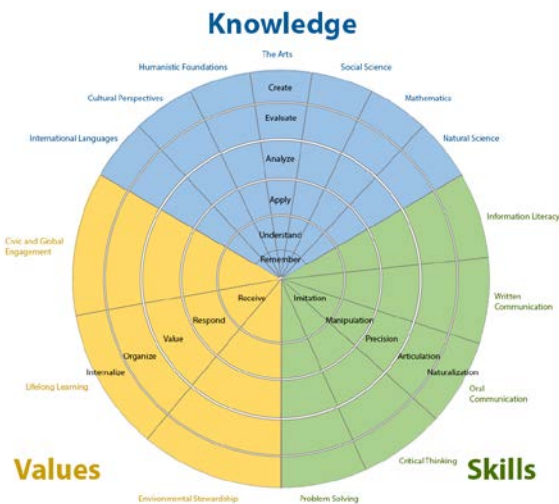 Knowledge
The Arts
Humanistic Foundations
Social Science
Cultural Perspectives
Mathematics
International Languages
Natural Science
Create
Evaluate
Analyze
Apply
Understand
Remember
Information Literacy
Civic and Global
Engagement
Receive
Imitation
Written
Communication
Respond
Manipulation
Value
Precision
Organize
Articulation
Internalize
Naturalization
Lifelong Learning
Oral
Communication
Critical Thinking
Values
Skills
Environmental Stewardship
Problem Solving